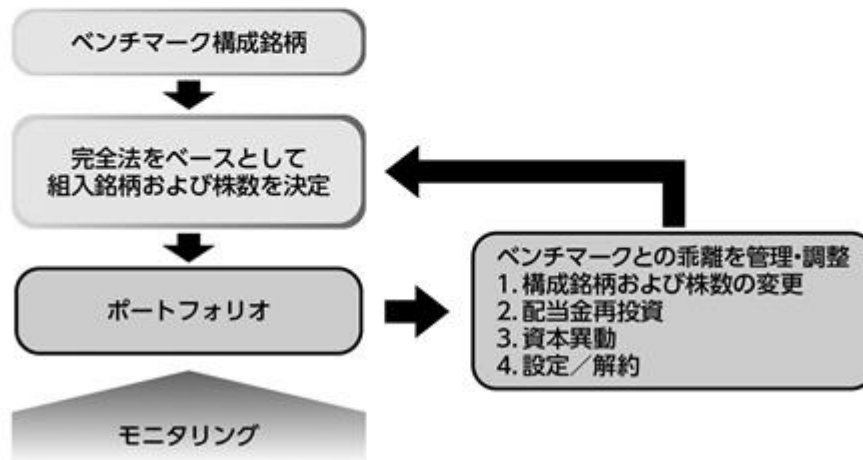 ベンチマーク構成銘柄
完全法をベースとして
組入銘柄および株数を決定
ポートフォリオ
モニタリング
ベンチマークとの乖離を管理・調整
1. 構成銘柄および株数の変更
2. 配当金再投資
3. 資本異動
4. 設定／解約